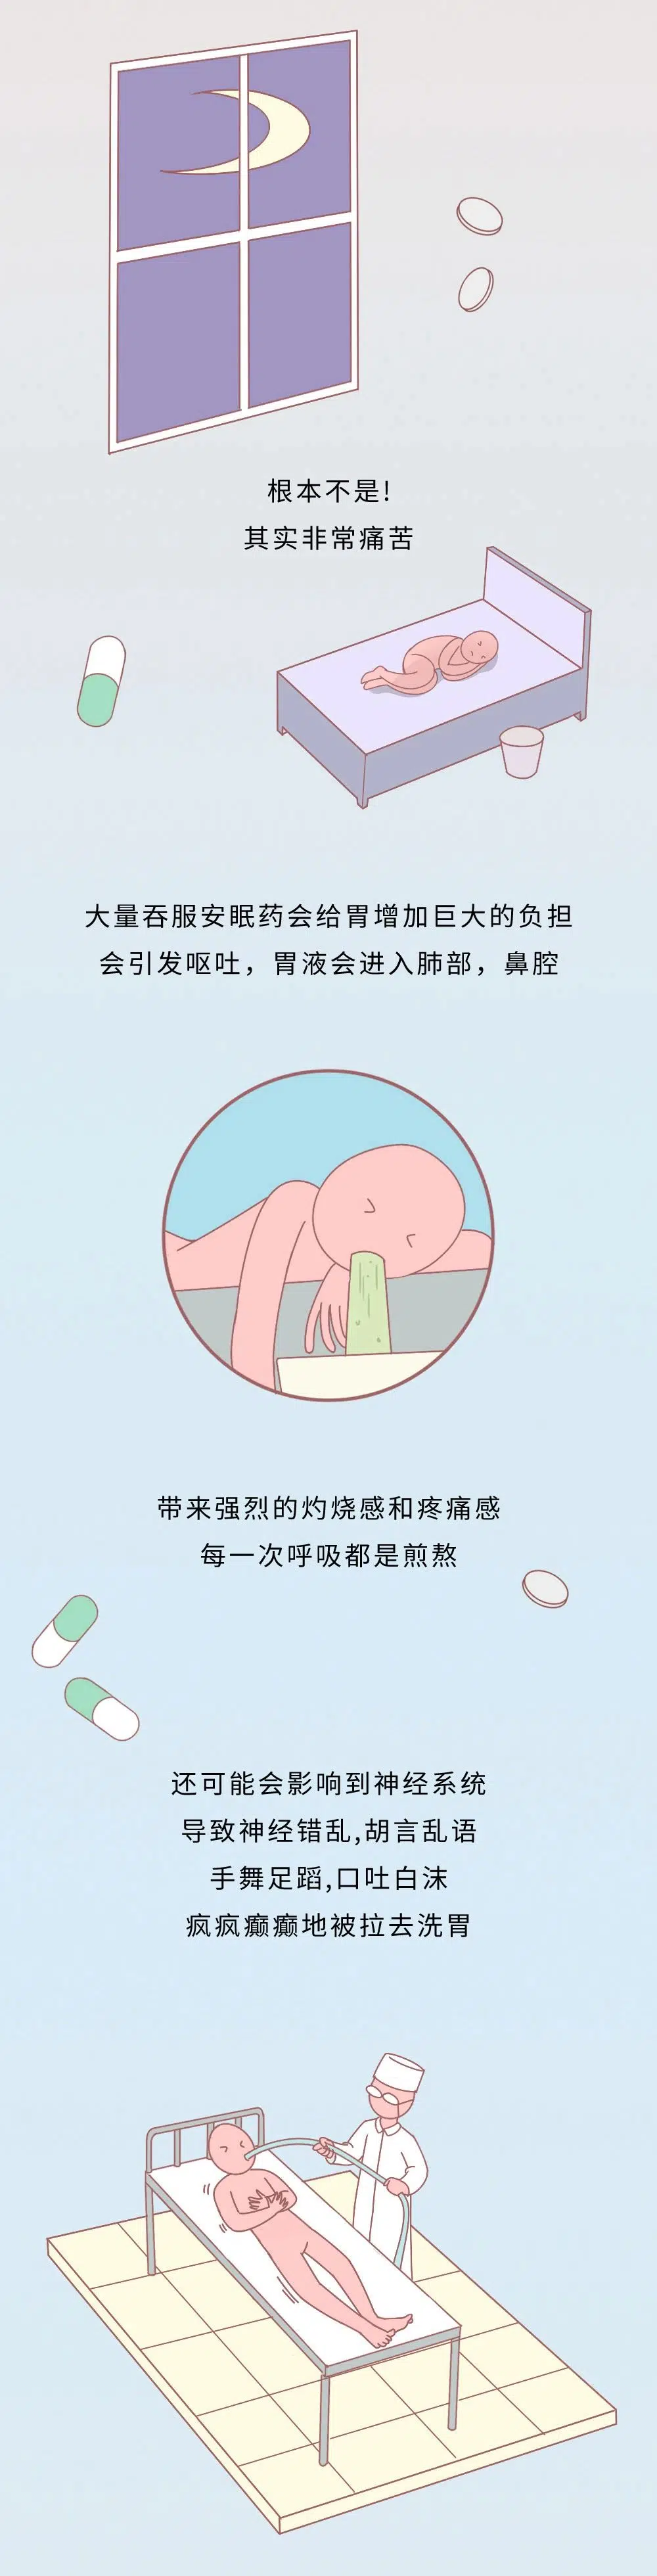 根本不是!
其实非常痛苦
大量吞服安眠药会给胃增加巨大的负担
会引发呕吐，胃液会进入肺部，鼻腔
带来强烈的灼烧感和疼痛感
每一次呼吸都是煎熬
还可能会影响到神经系统
导致神经错乱,胡言乱语
手舞足蹈,口吐白沫
疯疯癫癫地被拉去洗胃